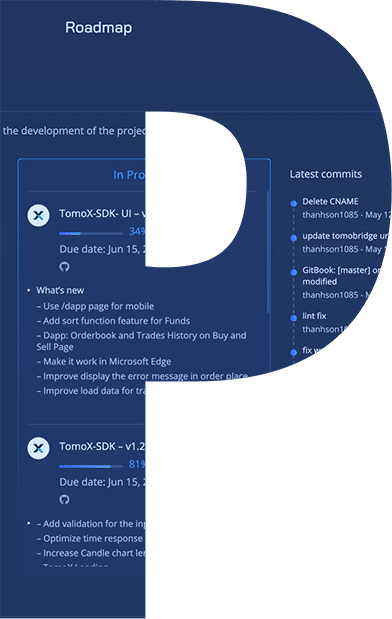 Roadmap
the development of the projec
In Pro
Latest commits
TomoX-SDK- UI – v
34%
Due date: Jun 15, 2
What's new
– Use /dapp page for mobile
– Add sort function feature for Funds
– Dapp: Orderbook and Trades History on Buy and
Sell Page
– Make it work in Microsoft Edge
– Improve display the error message in order place
– Improve load data for tra
TomoX-SDK – v1.2
81%
Due date: Jun 15, 2
– Add validation for the inp
– Optimize time response
– Increase Candle chart len
– TomoX Lending
Delete CNAME
thanhson1085 - May 12
update tomobridge ur
thanhson1085 - May
GitBook: [master] on
modified
thanhson1085 - May
lint fix
thanhson1085
fix w